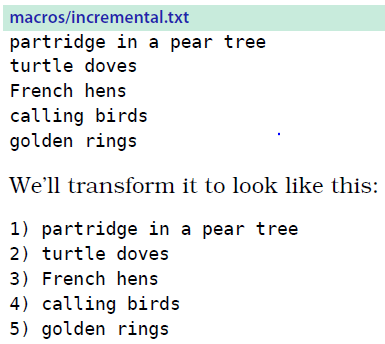 macros/incremental.txt
partridge in a pear tree
turtle doves
French hens
calling birds
golden rings
We'll transform it to look like this:
1) partridge in a pear tree
2) turtle doves
3) French hens
4) calling birds
5) golden rings